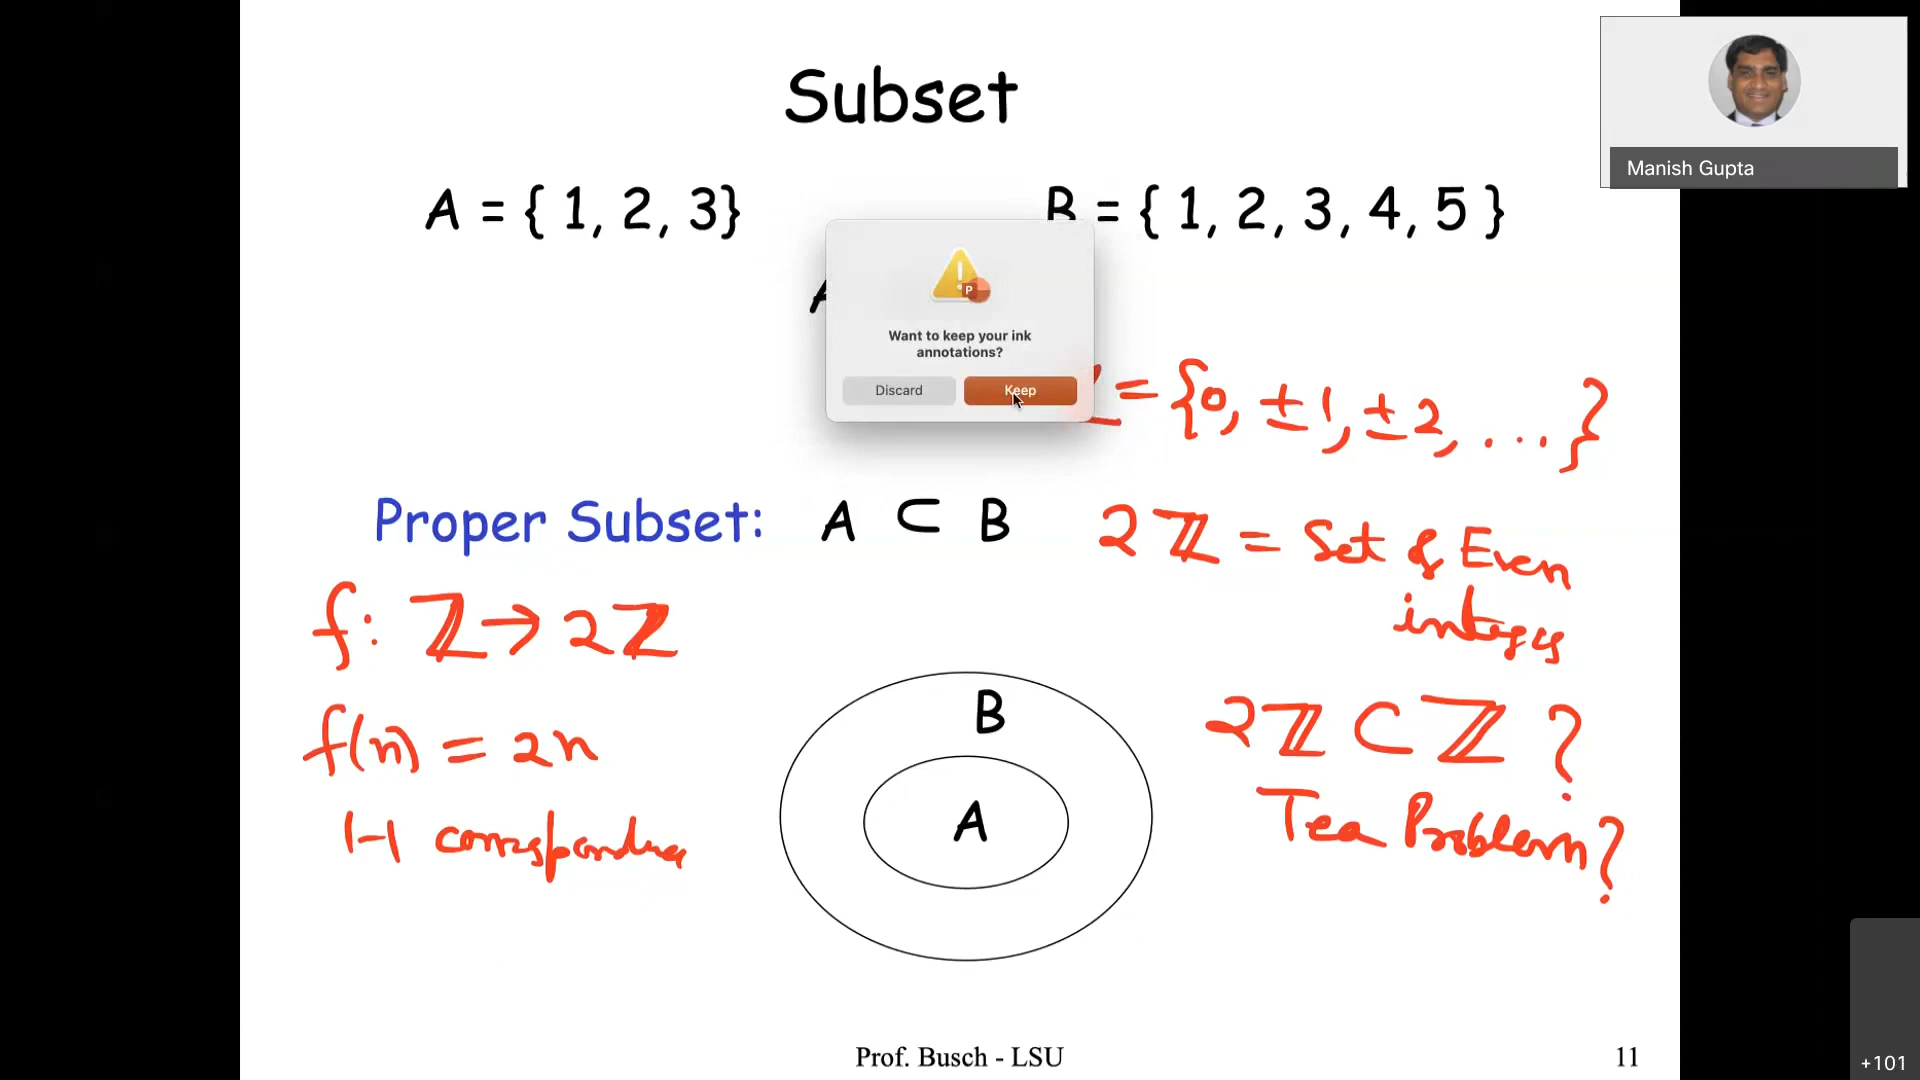 Subset
Manish Gupta
A = { 1, 2, 3}
B = { 1, 2, 3, 4, 5 }
A
P
Want to keep your ink
annotations?
Discard
Keep
ℤ = {0, ±1, ±2, ...}
Proper Subset: A ⊂ B
2ℤ = Set of Even
integers
f: ℤ → 2ℤ
B
2ℤ ⊂ ℤ ?
f(n) = 2n
A
Tea Problem?
1-1 correspondence
Prof. Busch - LSU
11
+101